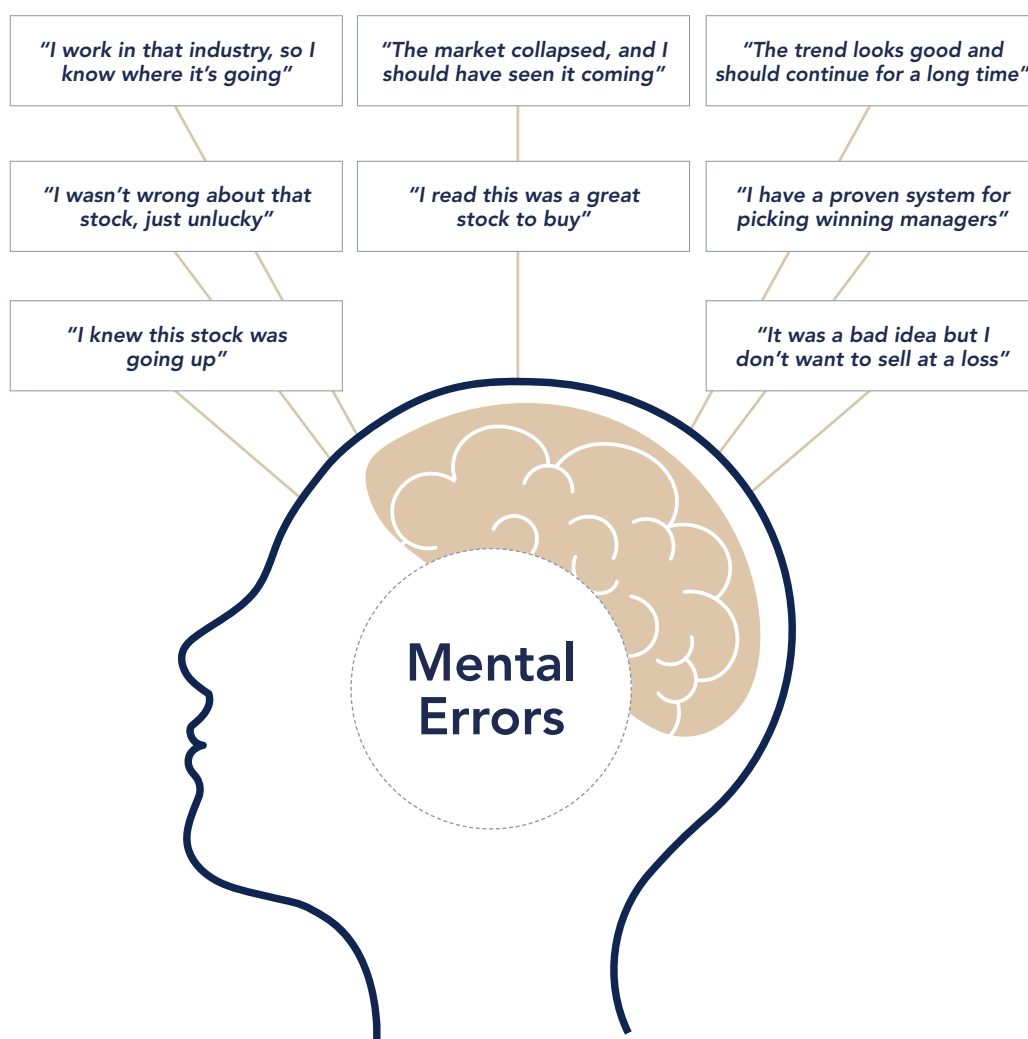 “I work in that industry, so I
know where it’s going”
“The market collapsed, and I
should have seen it coming”
“The trend looks good and
should continue for a long time”
“I wasn’t wrong about that
stock, just unlucky”
“I read this was a great
stock to buy”
“I have a proven system for
picking winning managers”
“I knew this stock was
going up”
“It was a bad idea but I
don’t want to sell at a loss”
Mental
Errors